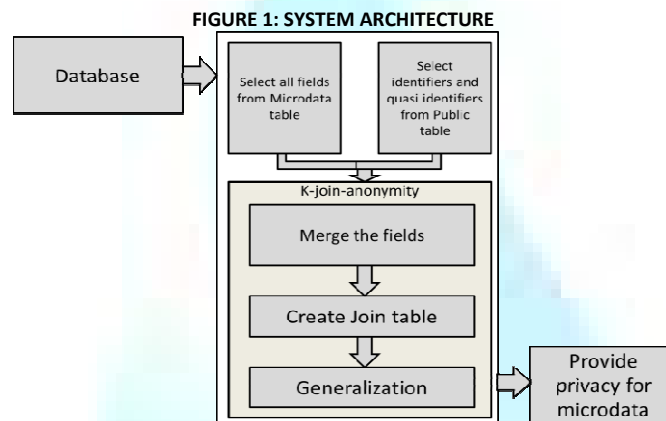 FIGURE 1: SYSTEM ARCHITECTURE
Database
Select all fields
from Microdata
table
Select
identifiers and
quasi identifiers
from Public
table
K-join-anonymity
Merge the fields
Create Join table
Generalization
Provide
privacy for
microdata